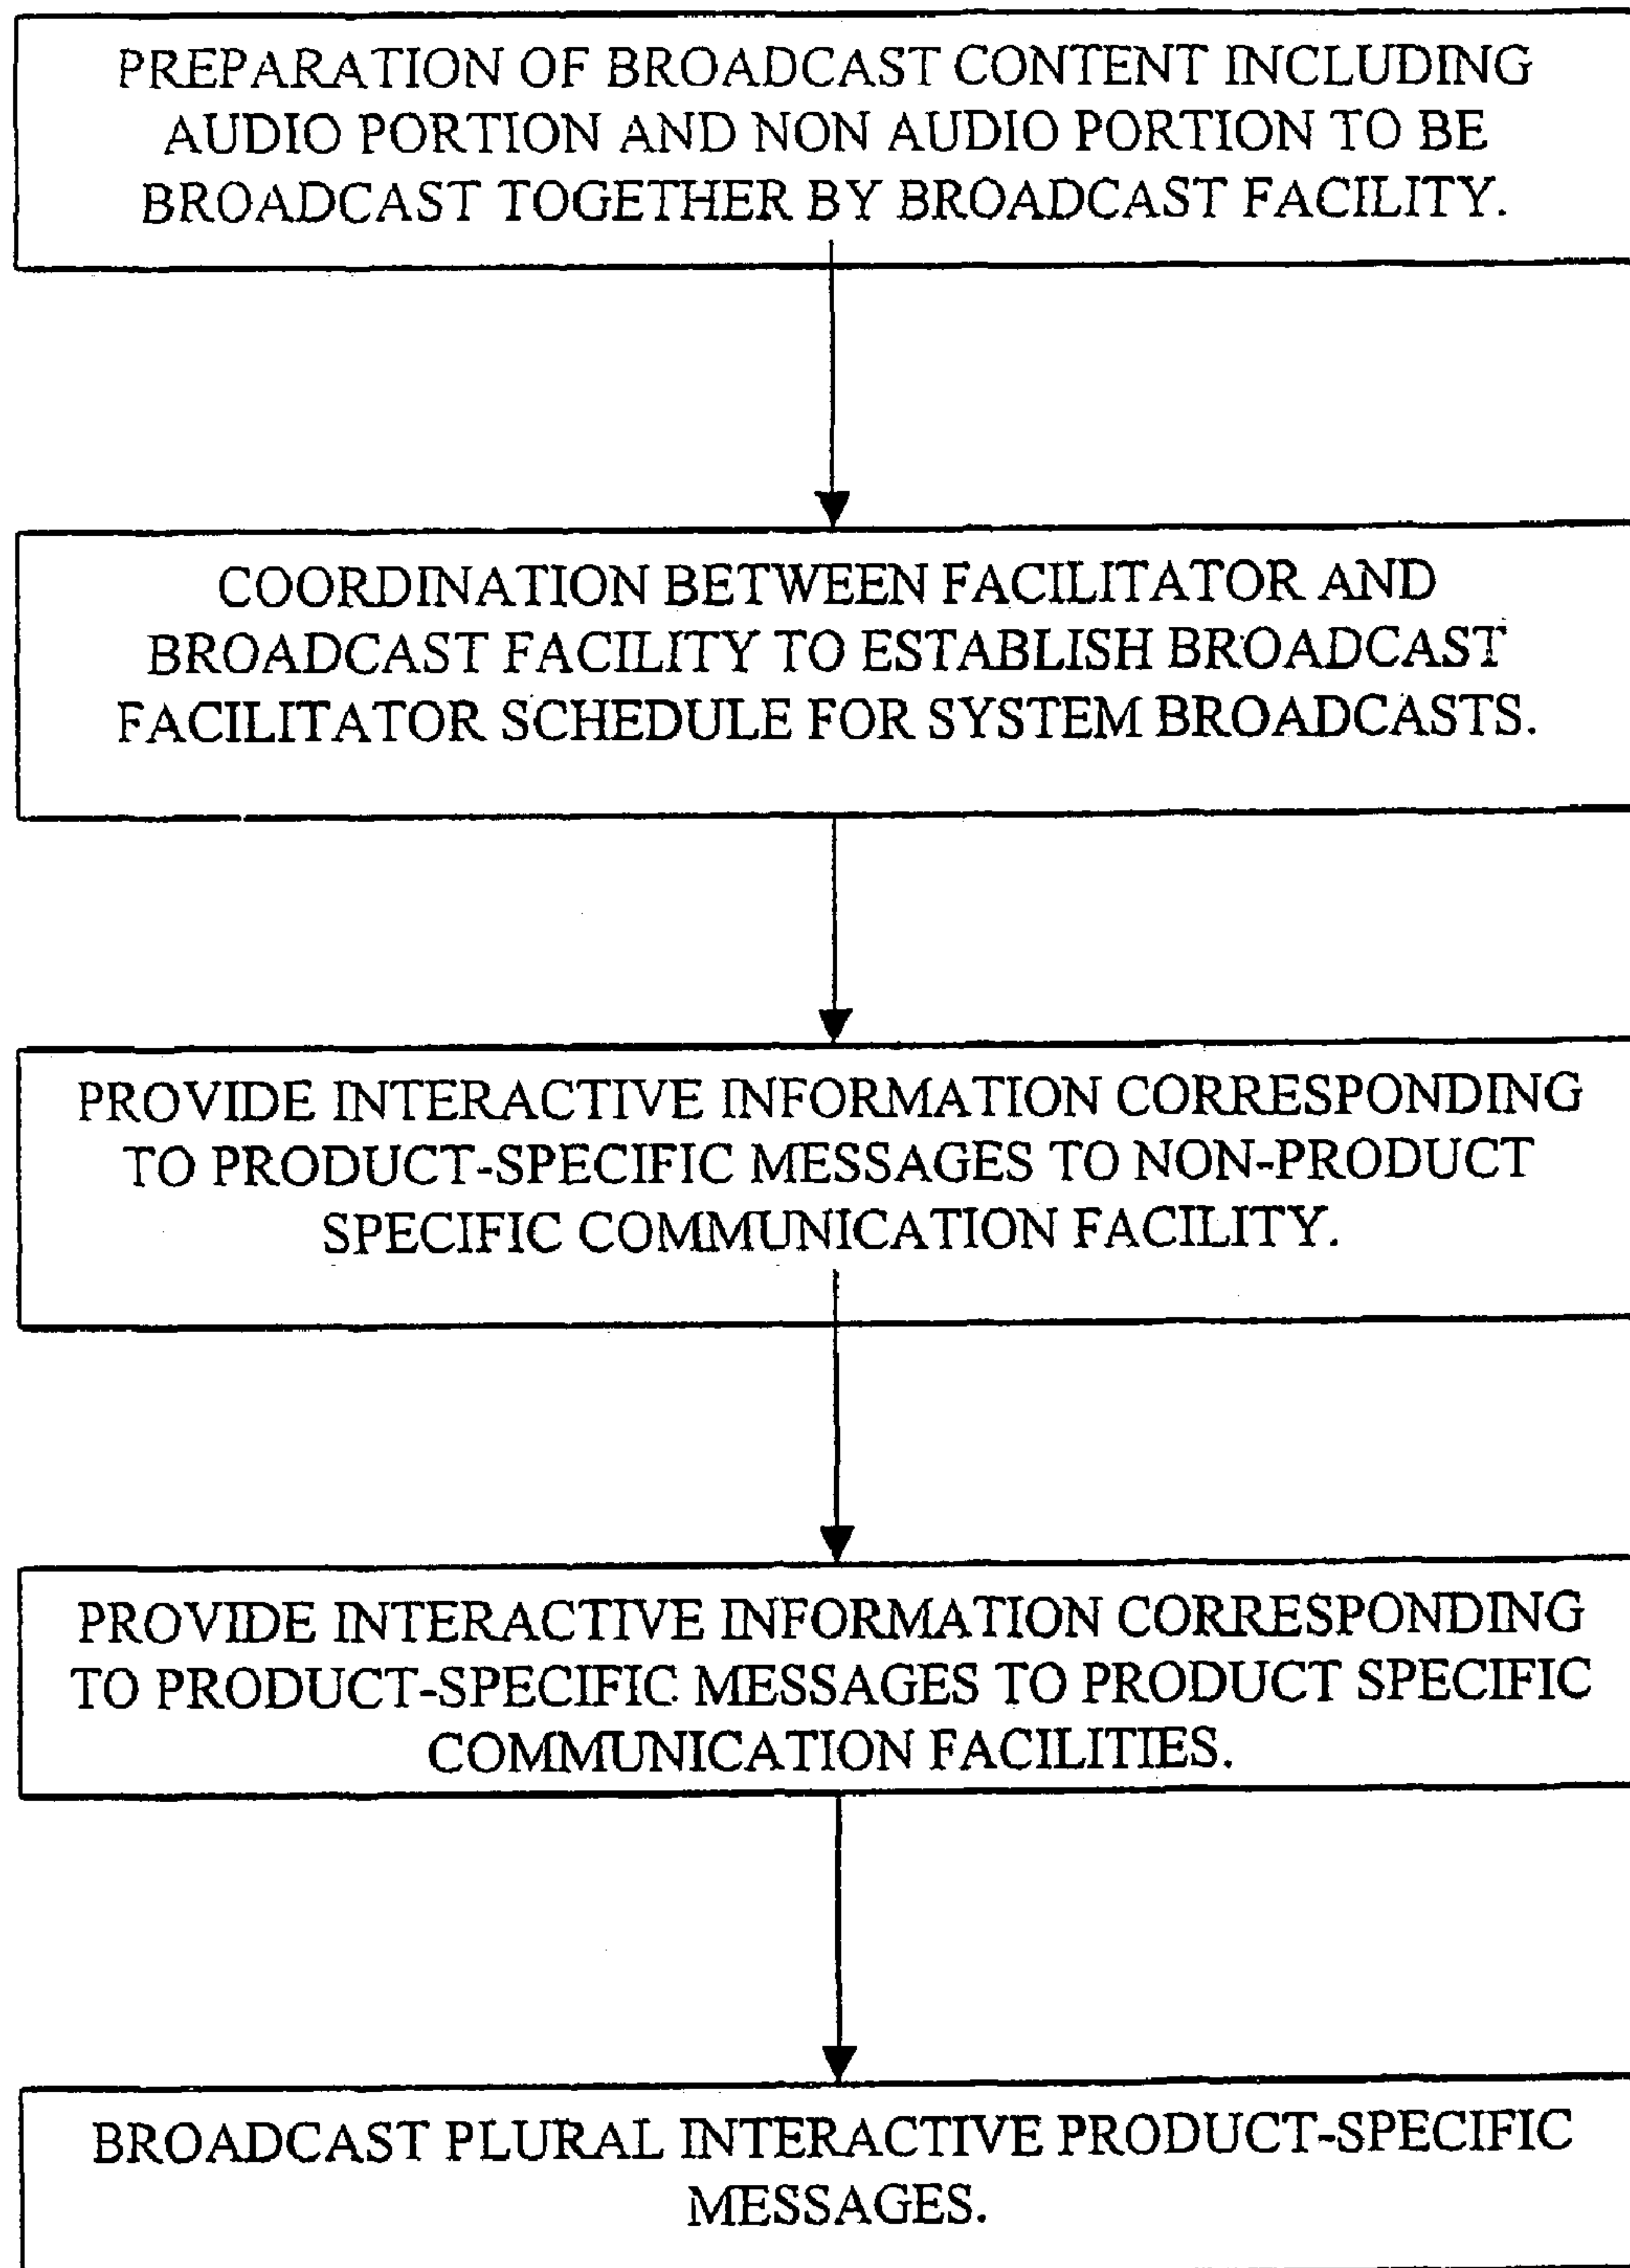 PREPARATION OF BROADCAST CONTENT INCLUDING
AUDIO PORTION AND NON AUDIO PORTION TO BE
BROADCAST TOGETHER BY BROADCAST FACILITY.
COORDINATION BETWEEN FACILITATOR AND
BROADCAST FACILITY TO ESTABLISH BROADCAST
FACILITATOR SCHEDULE FOR SYSTEM BROADCASTS.
PROVIDE INTERACTIVE INFORMATION CORRESPONDING
TO PRODUCT-SPECIFIC MESSAGES TO NON-PRODUCT
SPECIFIC COMMUNICATION FACILITY.
PROVIDE INTERACTIVE INFORMATION CORRESPONDING
TO PRODUCT-SPECIFIC MESSAGES TO PRODUCT SPECIFIC
COMMUNICATION FACILITIES.
BROADCAST PLURAL INTERACTIVE PRODUCT-SPECIFIC
MESSAGES.